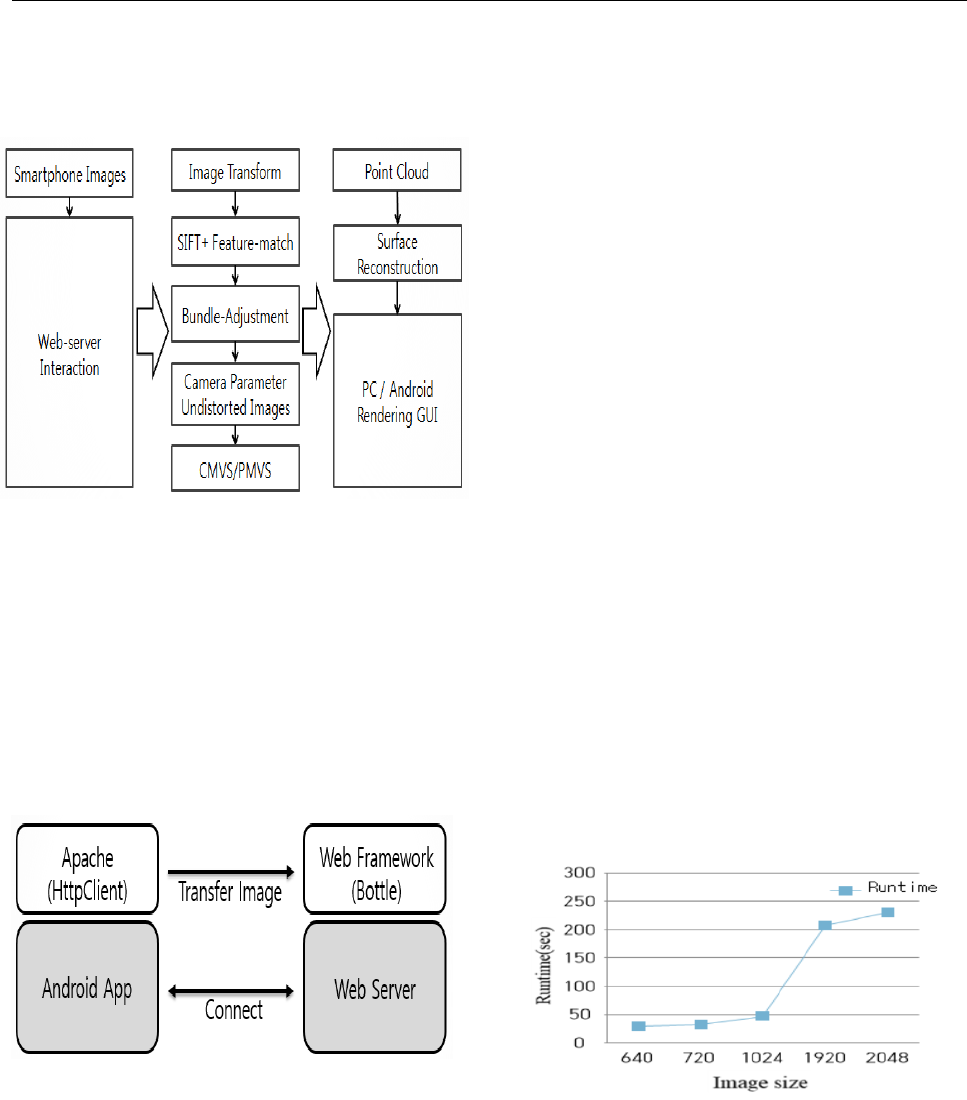 Smartphone Images
Web-server
Interaction
Image Transform
SIFT+ Feature-match
Bundle-Adjustment
Camera Parameter
Undistorted Images
CMVS/PMVS
Point Cloud
Surface
Reconstruction
PC / Android
Rendering GUI
Apache
(HttpClient)
Transfer Image
Web Framework
(Bottle)
Android App
Connect
Web Server
300
250
200
150
100
50
0
Runtime(sec)
Runtime
640 720 1024 1920 2048
Image size